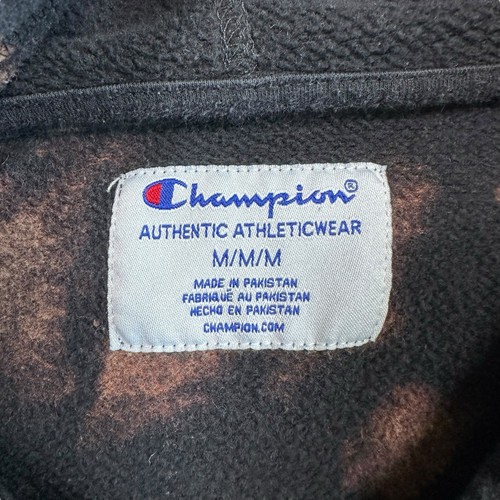 Champion®
AUTHENTIC ATHLETICWEAR
M/M/M
MADE IN PAKISTAN
FABRIQUÉ AU PAKISTAN
HECHO EN PAKISTAN
CHAMPION.COM